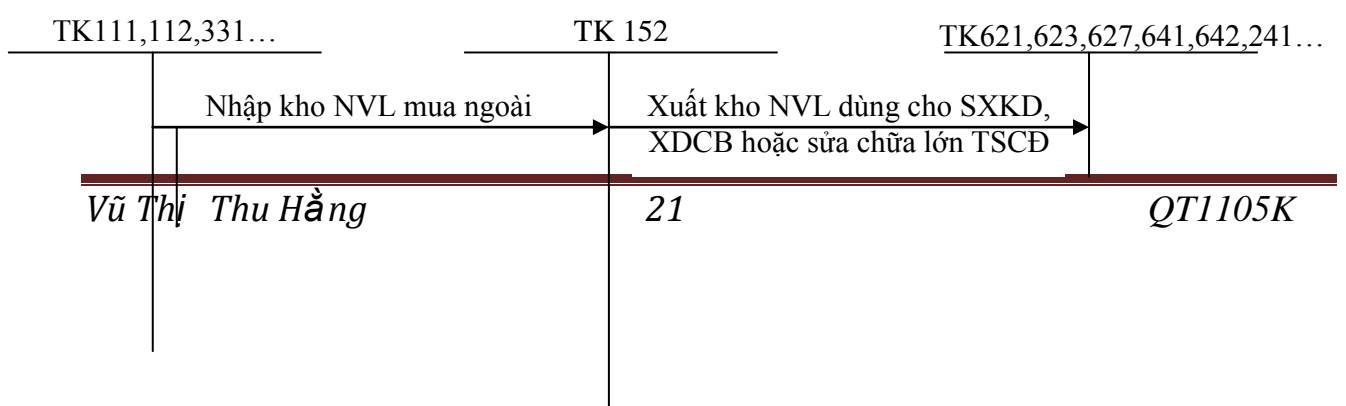 TK111,112,331… TK 152 TK621,623,627,641,642,241…
Nhập kho NVL mua ngoài
Xuất kho NVL dùng cho SXKD,
XDCB hoặc sửa chữa lớn TSCĐ
Vũ Thị Thu Hằng 21 QT1105K